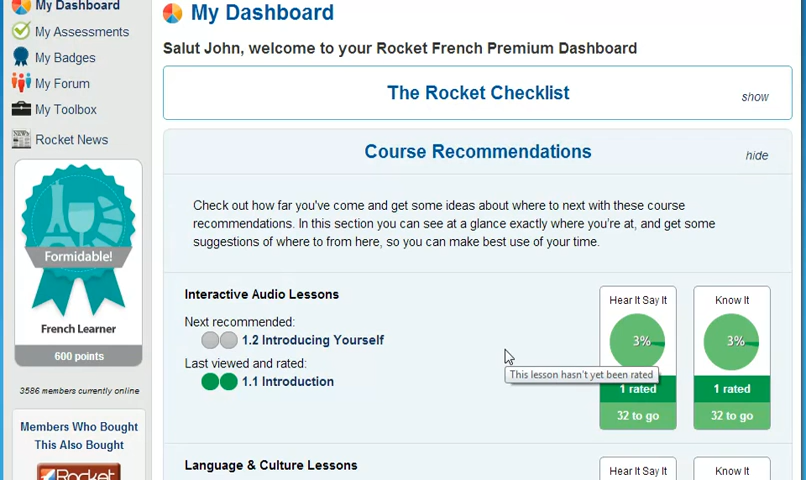 My Dashboard
My Assessments
My Badges
My Forum
My Toolbox
Rocket News
Formidable!
French Learner
600 points
3586 members currently online
Members Who Bought
This Also Bought
Rocket
My Dashboard
Salut John, welcome to your Rocket French Premium Dashboard
The Rocket Checklist
show
Course Recommendations
hide
Check out how far you've come and get some ideas about where to next with these course
recommendations. In this section you can see at a glance exactly where you're at, and get some
suggestions of where to from here, so you can make best use of your time.
Interactive Audio Lessons
Next recommended:
1.2 Introducing Yourself
Last viewed and rated:
1.1 Introduction
This lesson hasn't yet been rated
Hear It Say It
3%
1 rated
32 to go
Know It
3%
1 rated
32 to go
Language & Culture Lessons
Hear It Say It
Know It